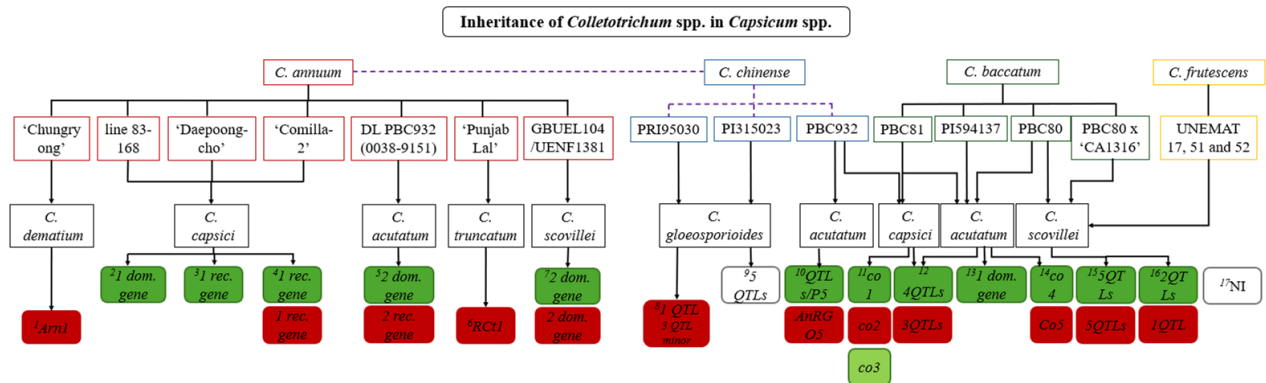 Inheritance of Colletotrichum spp. in Capsicum spp.
C. annuum
C. chinense
C. baccatum
C. frutescens
‘Chungry
ong’
line 83-
168
‘Daepoong-
cho’
‘Comilla-
2’
DL PBC932
(0038-9151)
‘Punjab
Lal’
GBUEL104
/UENF1381
PRI95030
PI315023
PBC932
PBC81
PI594137
PBC80
PBC80 x
‘CA1316’
UNEMAT
17, 51 and 52
C.
dematium
C.
capsici
C.
acutatum
C.
truncatum
C.
scovillei
C.
gloeosporioides
C.
acutatum
C.
capsici
C.
acutatum
C.
scovillei
²1 dom.
gene
³1 rec.
gene
⁴1 rec.
gene
⁵2 dom.
gene
⁷2 dom.
gene
⁹5
QTLs
¹⁰QTL
s/P5
¹¹co
1
¹²
4QTLs
¹³1 dom.
gene
¹⁴co
4
¹⁵5QT
Ls
¹⁶2QT
Ls
¹⁷NI
¹Arn1
1 rec.
gene
2 rec.
gene
⁶RCt1
2 dom.
gene
⁸1 QTL
3 QTL
minor
AnRG
O5
co2
3QTLs
Co5
5QTLs
1QTL
co3